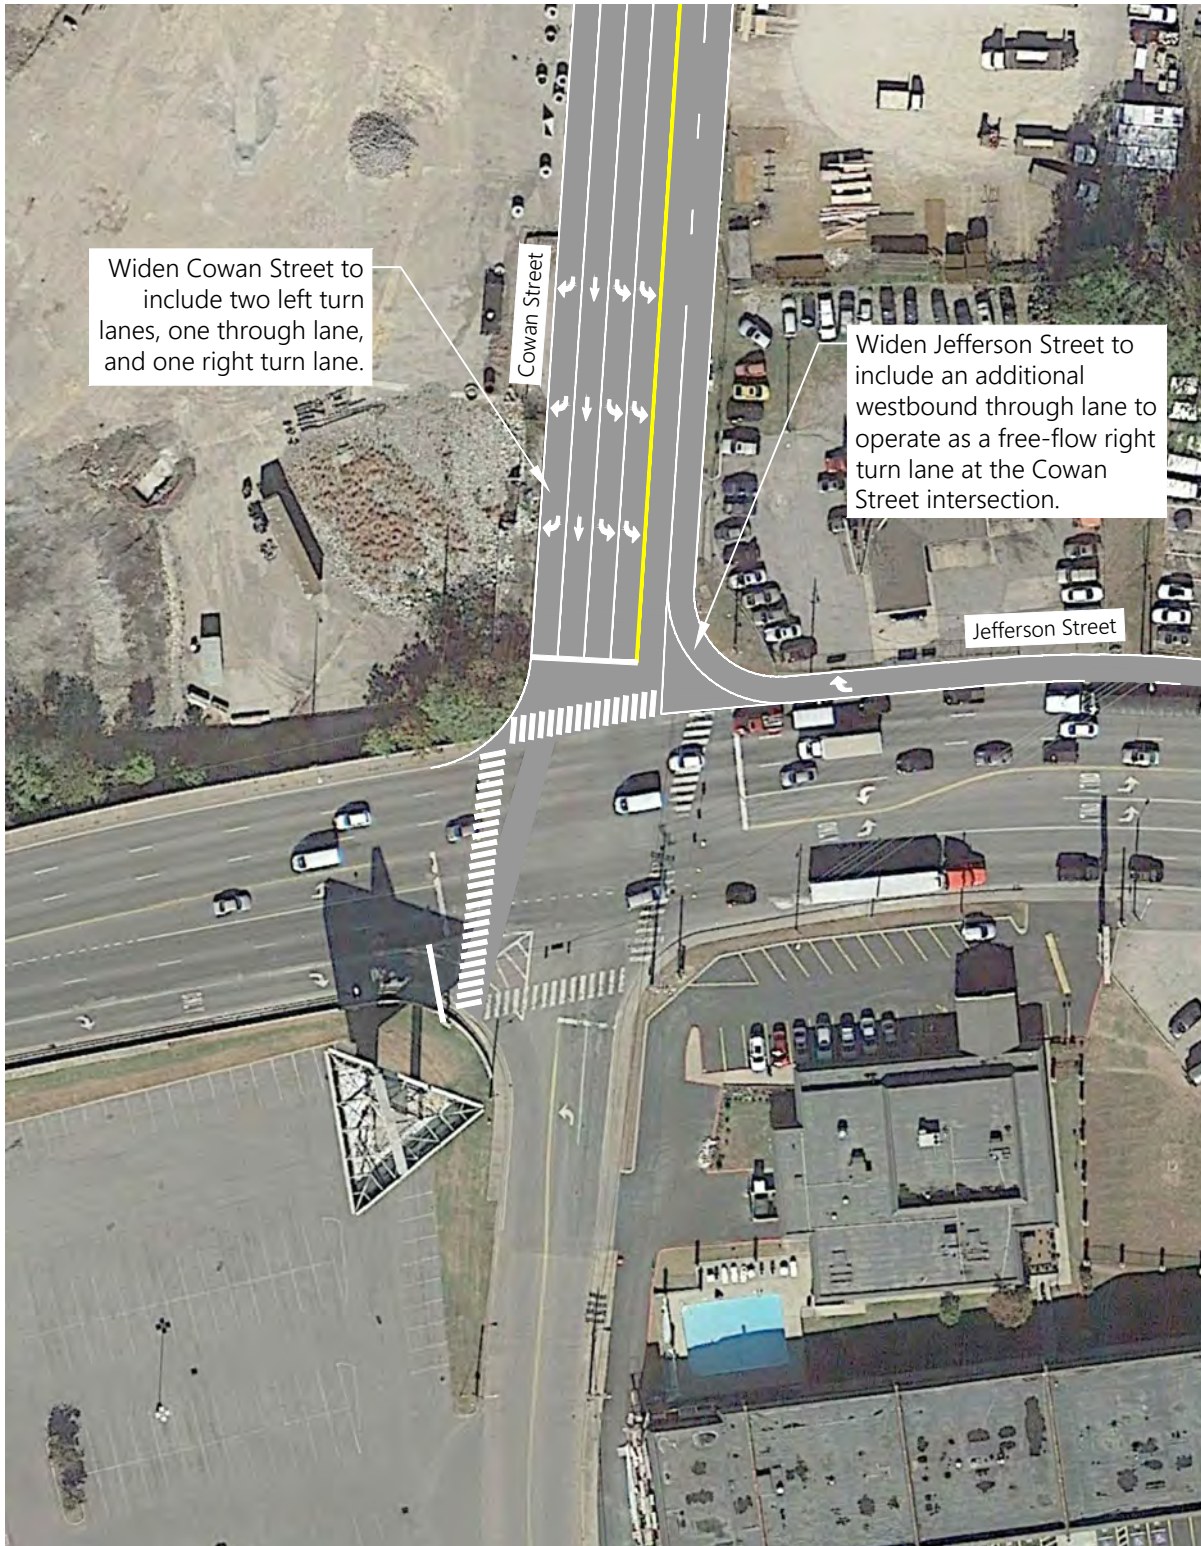 Widen Cowan Street to
include two left turn
lanes, one through lane,
and one right turn lane.
Cowan Street
Widen Jefferson Street to
include an additional
westbound through lane to
operate as a free-flow right
turn lane at the Cowan
Street intersection.
Jefferson Street